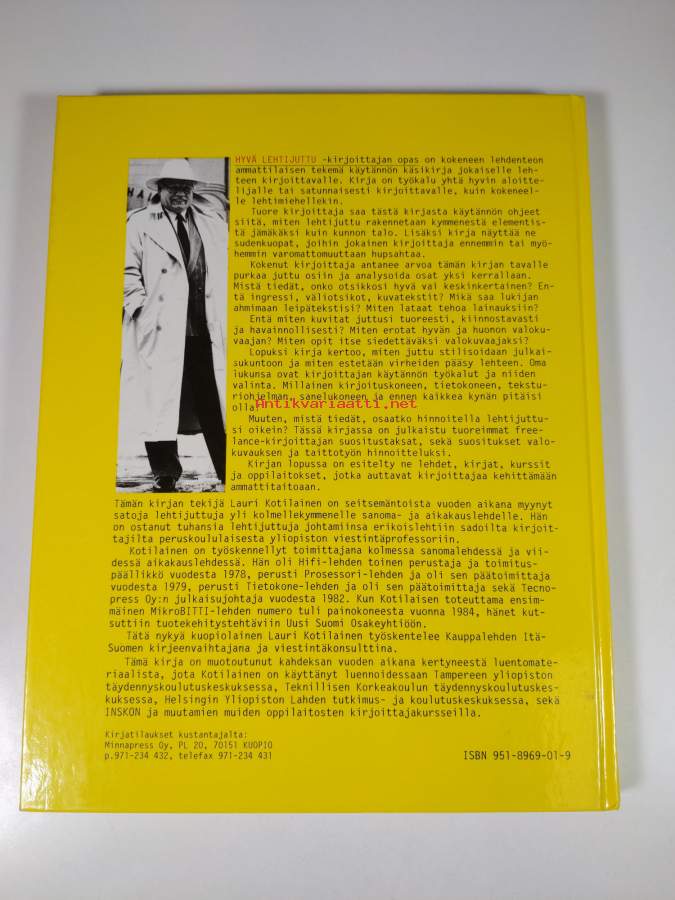 HYVÄ LEHTIJUTTU -kirjoittajan opas on kokeneen lehdenteon
ammattilaisen tekemä käytännön käsikirja jokaiselle leh-
teen kirjoittavalle. Kirja on työkalu yhtä hyvin aloitte-
lijalle tai satunnaisesti kirjoittavalle, kuin kokeneel-
le lehtimiehellekin.
Tuore kirjoittaja saa tästä kirjasta käytännön ohjeet
siitä, miten lehtijuttu rakennetaan kymmenestä elementis-
tä jämäkäksi kuin kunnon talo. Lisäksi kirja näyttää ne
sudenkuopat, joihin jokainen kirjoittaja ennemmin tai myö-
hemmin varomattomuuttaan hupsahtaa.
Kokenut kirjoittaja antanee arvoa tämän kirjan tavalle
purkaa juttu osiin ja analysoida osat yksi kerrallaan.
Mistä tiedät, onko otsikkosi hyvä vai keskinkertainen? En-
tä ingressi, väliotsikot, kuvatekstit? Mikä saa lukijan
ahmimaan leipätekstisi? Miten lataat tehoa lainauksiin?
Entä miten kuvitat juttusi tuoreesti, kiinnostavasti
ja havainnollisesti? Miten erotat hyvän ja huonon valoku-
vaajan? Miten opit itse siedettäväksi valokuvaajaksi?
Lopuksi kirja kertoo, miten juttu stilisoidaan julkai-
sukuntoon ja miten estetään virheiden pääsy lehteen. Oma
lukunsa ovat kirjoittajan käytännön työkalut ja niiden
valinta. Millainen kirjoituskoneen, tietokoneen, tekstu-
riohjelman, sanelukoneen ja ennen kaikkea kynän pitäisi
olla?
Antikvariaatti.net
Muuten, mistä tiedät, osaatko hinnoitella lehtijuttu-
si oikein? Tässä kirjassa on julkaistu tuoreimmat free-
lance-kirjoittajan suositustaksat, sekä suositukset valo-
kuvauksen ja taittotyön hinnoitteluksi.
Kirjan lopussa on esitelty ne lehdet, kirjat, kurssit
ja oppilaitokset, jotka auttavat kirjoittajaa kehittämään
ammattitaitoaan.
Tämän kirjan tekijä Lauri Kotilainen on seitsemäntoista vuoden aikana myynyt
satoja lehtijuttuja yli kolmellekymmenelle sanoma- ja aikakauslehdelle. Hän
on ostanut tuhansia lehtijuttuja johtamiinsa erikoislehtiin sadoilta kirjoit-
tajilta peruskoululaisesta yliopiston viestintäprofessoriin.
Kotilainen on työskennellyt toimittajana kolmessa sanomalehdessä ja vii-
dessä aikakauslehdessä. Hän oli Hifi-lehden toinen perustaja ja toimitus-
päällikkö vuodesta 1978, perusti Prosessori-lehden ja oli sen päätoimittaja
vuodesta 1979, perusti Tietokone-lehden ja oli sen päätoimittaja sekä Tecno-
press Oy:n julkaisujohtaja vuodesta 1982. Kun Kotilaisen toteuttama ensim-
mäinen MikroBITTI-lehden numero tuli painokoneesta vuonna 1984, hänet kut-
suttiin tuotekehitystehtäviin Uusi Suomi Osakeyhtiöön.
Tätä nykyä kuopiolainen Lauri Kotilainen työskentelee Kauppalehden Itä-
Suomen kirjeenvaihtajana ja viestintäkonsulttina.
Tämä kirja on muotoutunut kahdeksan vuoden aikana kertyneestä luentomate-
riaalista, jota Kotilainen on käyttänyt luennoidessaan Tampereen yliopiston
täydennyskoulutuskeskuksessa, Teknillisen Korkeakoulun täydennyskoulutuskes-
kuksessa, Helsingin Yliopiston Lahden tutkimus- ja koulutuskeskuksessa, sekä
INSKON ja muutamien muiden oppilaitosten kirjoittajakursseilla.
Kirjatilaukset kustantajalta:
Minnapress Oy, PL 20, 70151 KUOPIO
p.971-234 432, telefax 971-234 431
ISBN 951-8969-01-9